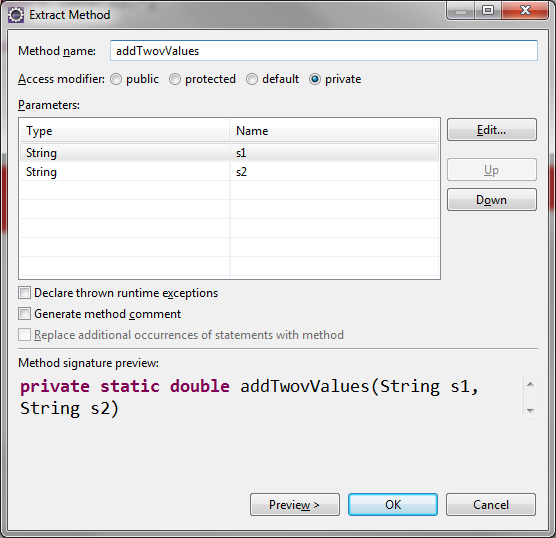 Extract Method
Method name: addTwovValues
Access modifier: public protected default private
Parameters:
Type Name
String s1
String s2
Edit...
Up
Down
Declare thrown runtime exceptions
Generate method comment
Replace additional occurrences of statements with method
Method signature preview:
private static double addTwovValues(String s1,
String s2)
Preview > OK Cancel